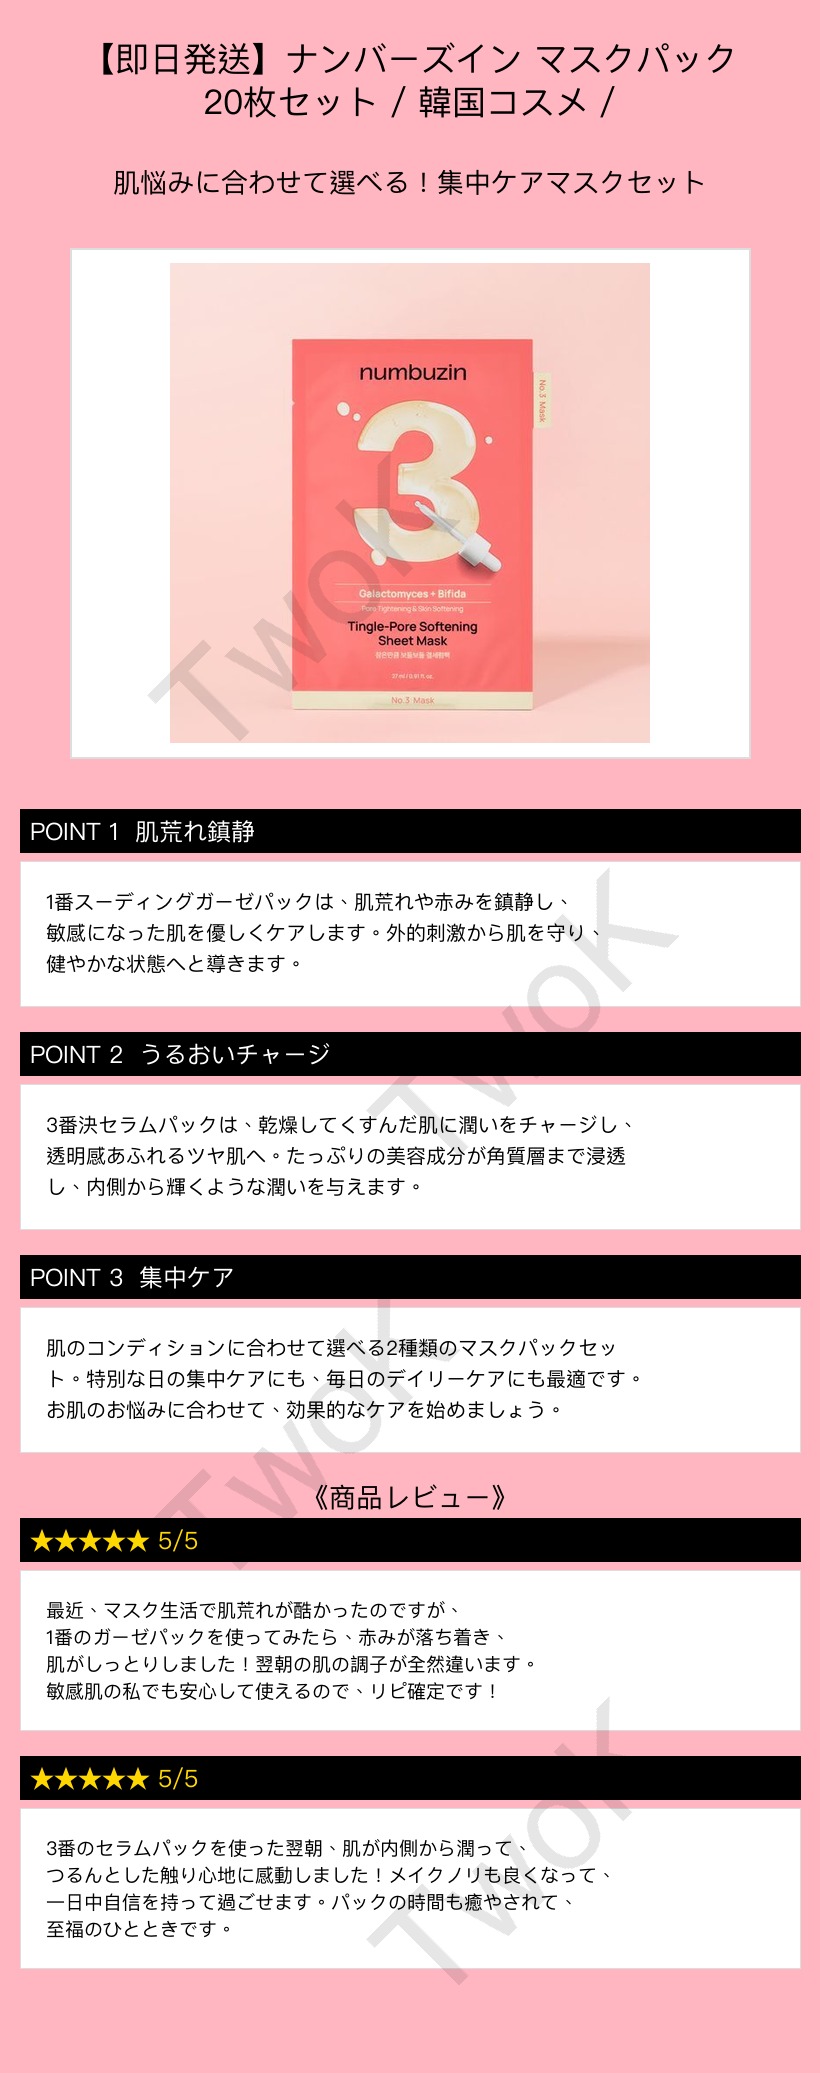 【即日発送】ナンバーズイン マスクパック
20枚セット / 韓国コスメ /
肌悩みに合わせて選べる！集中ケアマスクセット
numbuzin
No.3 Mask
3
Galactomyces + Bifida
Pore Tightening & Skin Softening
Tingle-Pore Softening
Sheet Mask
27 ml / 0.91 fl. oz.
No.3 Mask
TwoK
POINT 1 肌荒れ鎮静
1番スーディングガーゼパックは、肌荒れや赤みを鎮静し、
敏感になった肌を優しくケアします。外的刺激から肌を守り、
健やかな状態へと導きます。
TwoK
POINT 2 うるおいチャージ
3番決セラムパックは、乾燥してくすんだ肌に潤いをチャージし、
透明感あふれるツヤ肌へ。たっぷりの美容成分が角質層まで浸透
し、内側から輝くような潤いを与えます。
POINT 3 集中ケア
肌のコンディションに合わせて選べる2種類のマスクパックセッ
ト。特別な日の集中ケアにも、毎日のデイリーケアにも最適です。
お肌のお悩みに合わせて、効果的なケアを始めましょう。
TwoK
《商品レビュー》
★★★★★ 5/5
最近、マスク生活で肌荒れが酷かったのですが、
1番のガーゼパックを使ってみたら、赤みが落ち着き、
肌がしっとりしました！翌朝の肌の調子が全然違います。
敏感肌の私でも安心して使えるので、リピ確定です！
★★★★★ 5/5
3番のセラムパックを使った翌朝、肌が内側から潤って、
つるんとした触り心地に感動しました！メイクノリも良くなって、
一日中自信を持って過ごせます。パックの時間も癒やされて、
至福のひとときです。
TwoK